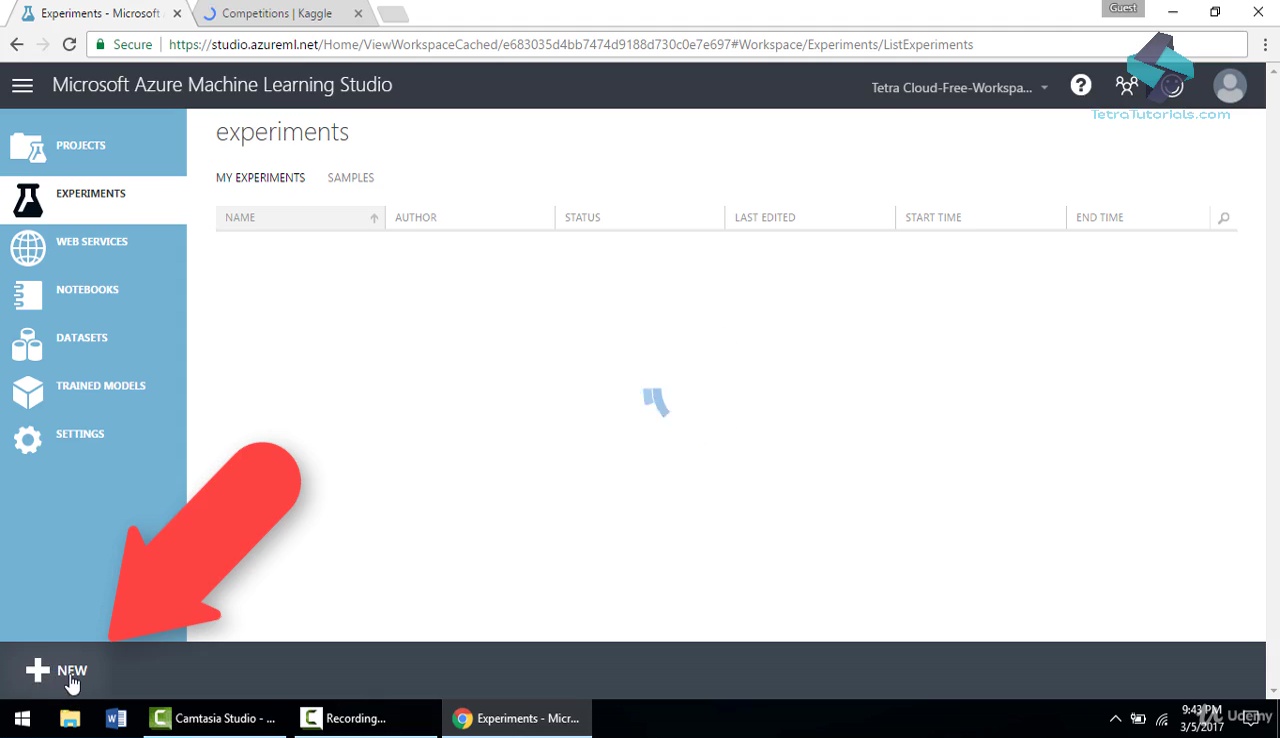 Experiments - Microsoft
Competitions | Kaggle
Guest
Secure
https://studio.azureml.net/Home/ViewWorkspaceCached/e683035d4bb7474d9188d730c0e7e697#Workspace/Experiments/ListExperiments
Microsoft Azure Machine Learning Studio
Tetra Cloud-Free-Workspa...
?
TetraTutorials.com
PROJECTS
EXPERIMENTS
WEB SERVICES
NOTEBOOKS
DATASETS
TRAINED MODELS
SETTINGS
experiments
MY EXPERIMENTS SAMPLES
NAME AUTHOR STATUS LAST EDITED START TIME END TIME
NEW
Camtasia Studio - ...
Recording...
Experiments - Micr...
9:43 PM
3/5/2017
Udemy